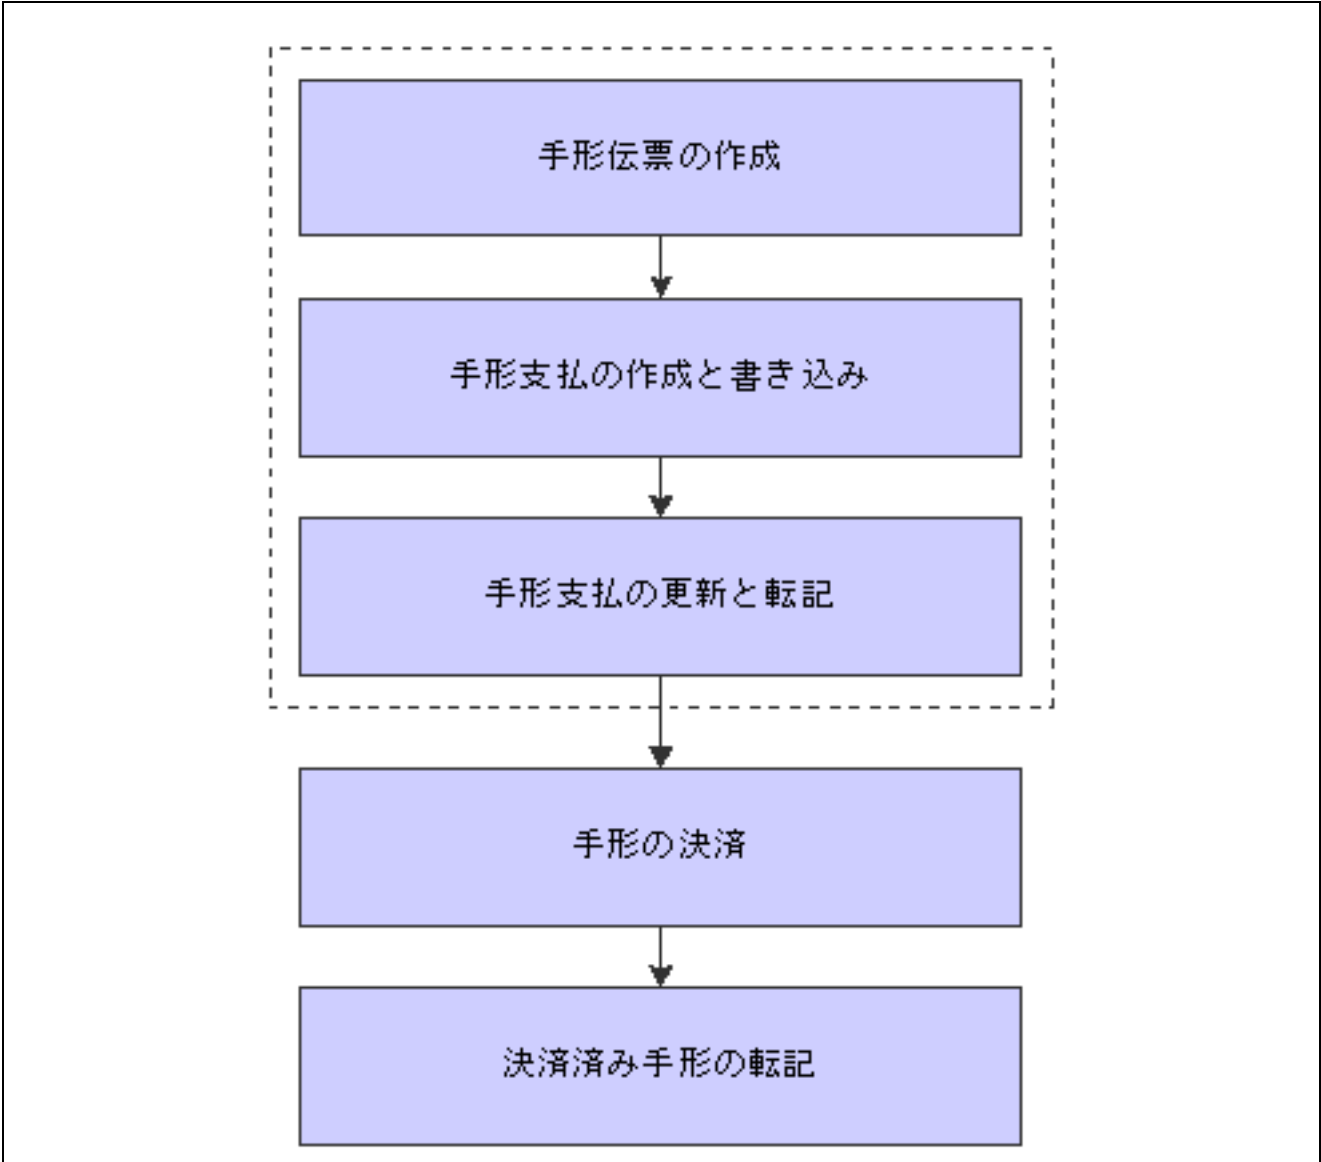 手形伝票の作成
手形支払の作成と書き込み
手形支払の更新と転記
手形の決済
決済済み手形の転記